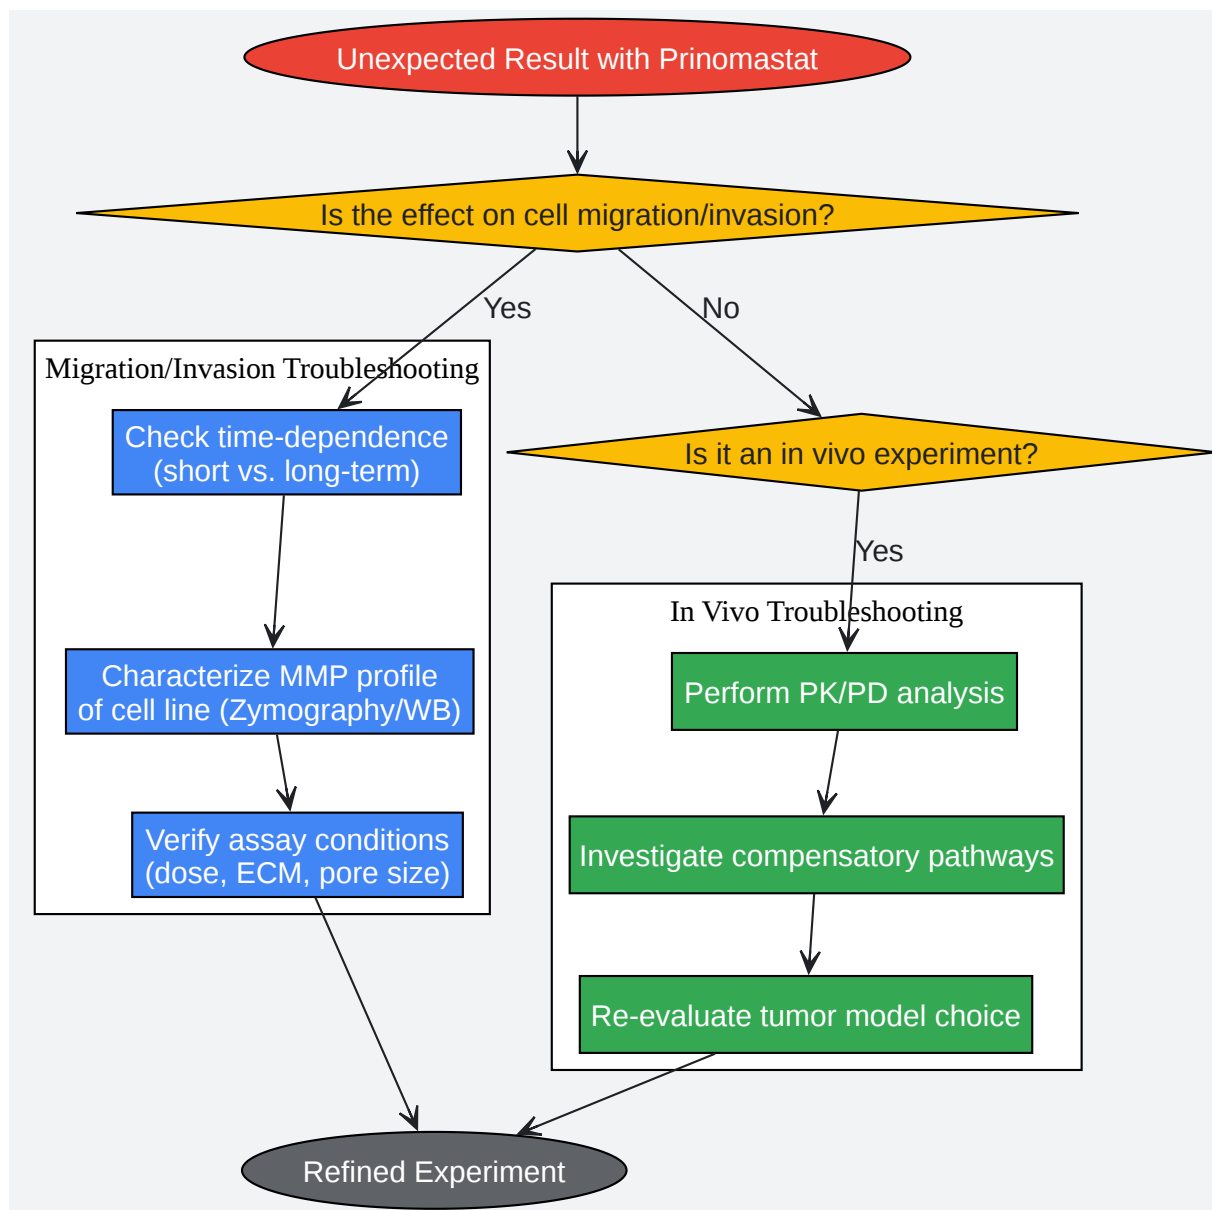 Unexpected Result with Prinomastat
Is the effect on cell migration/invasion?
Yes
No
Migration/Invasion Troubleshooting
Check time-dependence
(short vs. long-term)
Characterize MMP profile
of cell line (Zymography/WB)
Verify assay conditions
(dose, ECM, pore size)
Is it an in vivo experiment?
Yes
In Vivo Troubleshooting
Perform PK/PD analysis
Investigate compensatory pathways
Re-evaluate tumor model choice
Refined Experiment